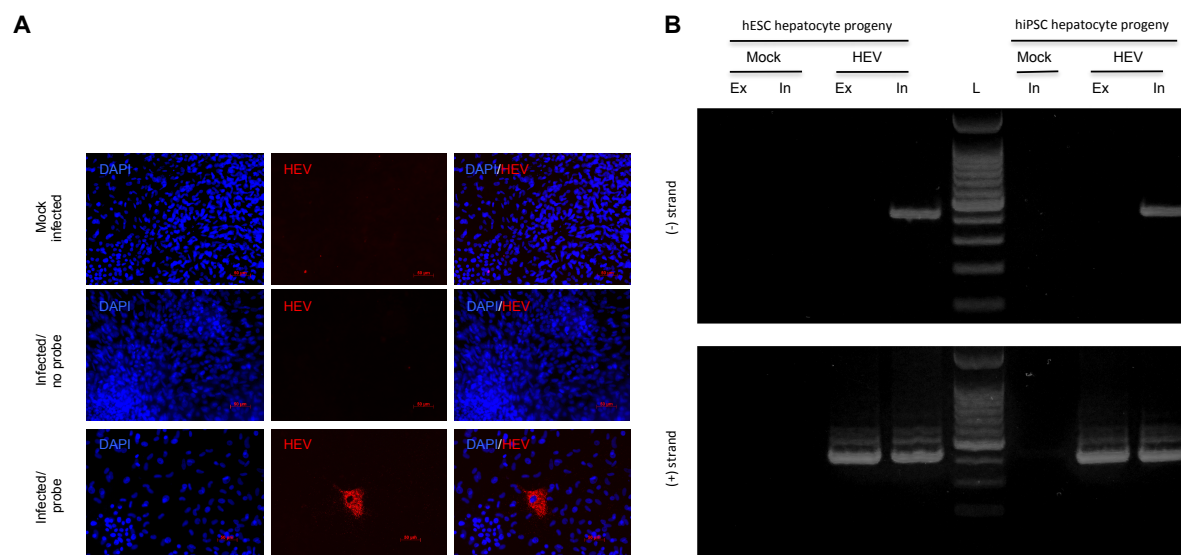 A
DAPI
HEV
DAPI/HEV
Mock
infected
DAPI
HEV
DAPI/HEV
Infected/
no probe
DAPI
HEV
DAPI/HEV
Infected/
probe
B
hESC hepatocyte progeny
hiPSC hepatocyte progeny
Mock
HEV
Mock
HEV
Ex
In
Ex
In
L
In
Ex
In
(-) strand
(+) strand